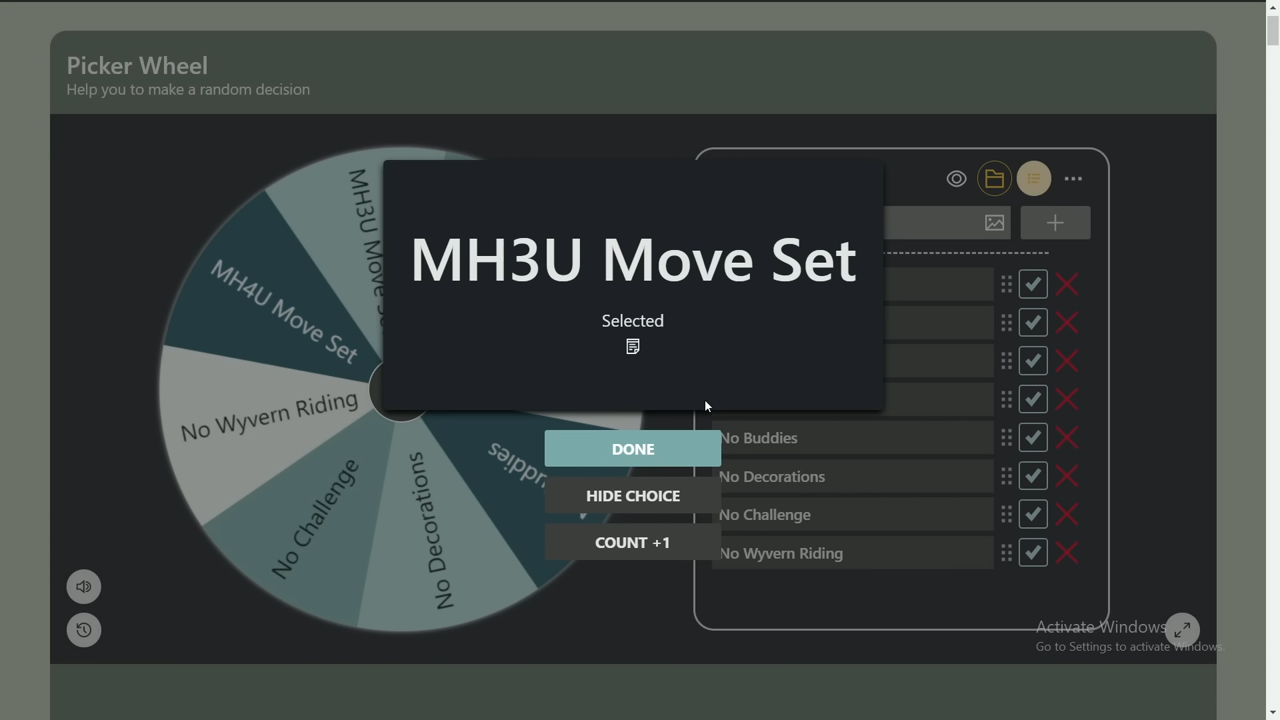 Picker Wheel
Help you to make a random decision
MH3U Move Set
Selected
DONE
HIDE CHOICE
COUNT +1
MH3U Move
MH4U Move Set
No Wyvern Riding
No Challenge
No Decorations
No Buddies
No Decorations
No Challenge
No Wyvern Riding
Activate Windows
Go to Settings to activate Windows.